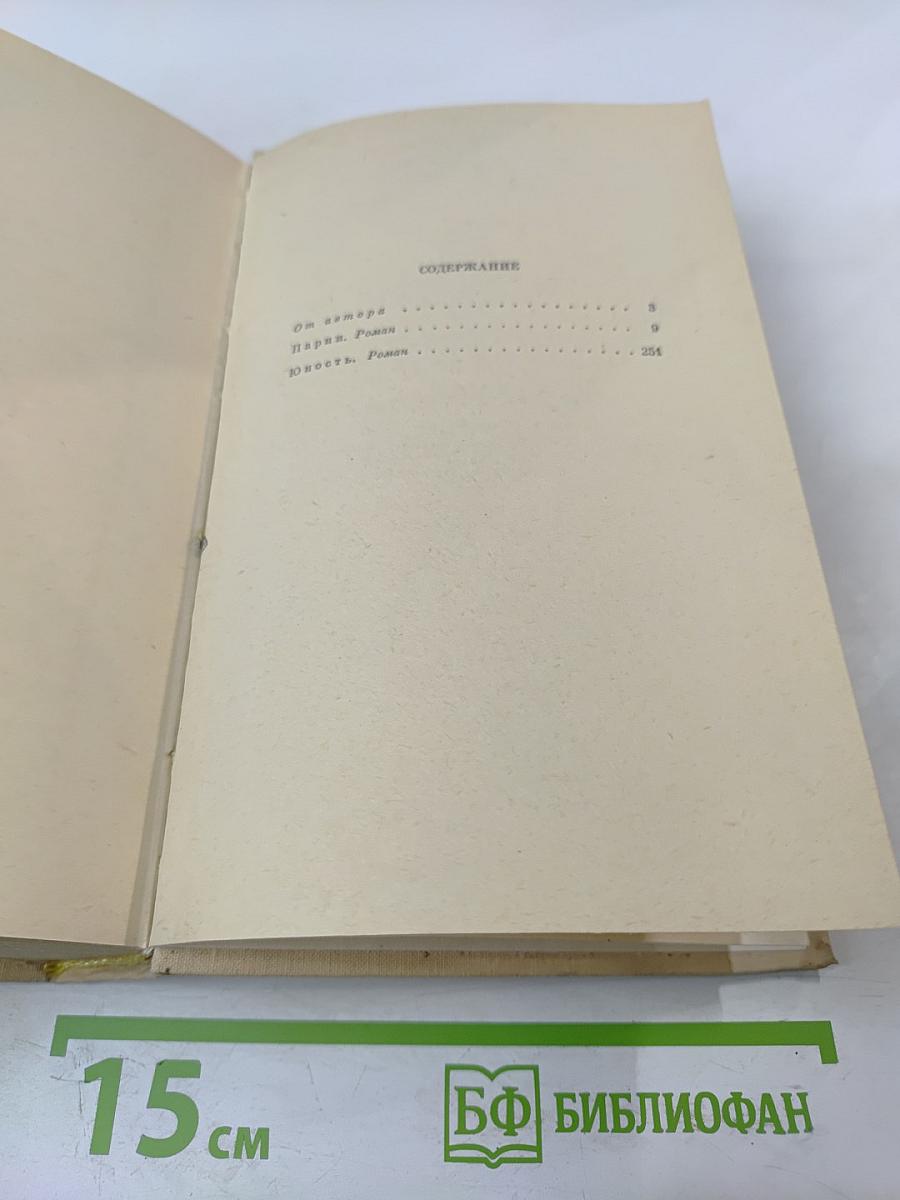 СОДЕРЖАНИЕ
От автора . . . . . . . . . . . . . . . . . 3
Парни. Роман . . . . . . . . . . . . . . . . . 9
Юность. Роман . . . . . . . . . . . . . . . . 251
15 см
БФ БИБЛИОФАН